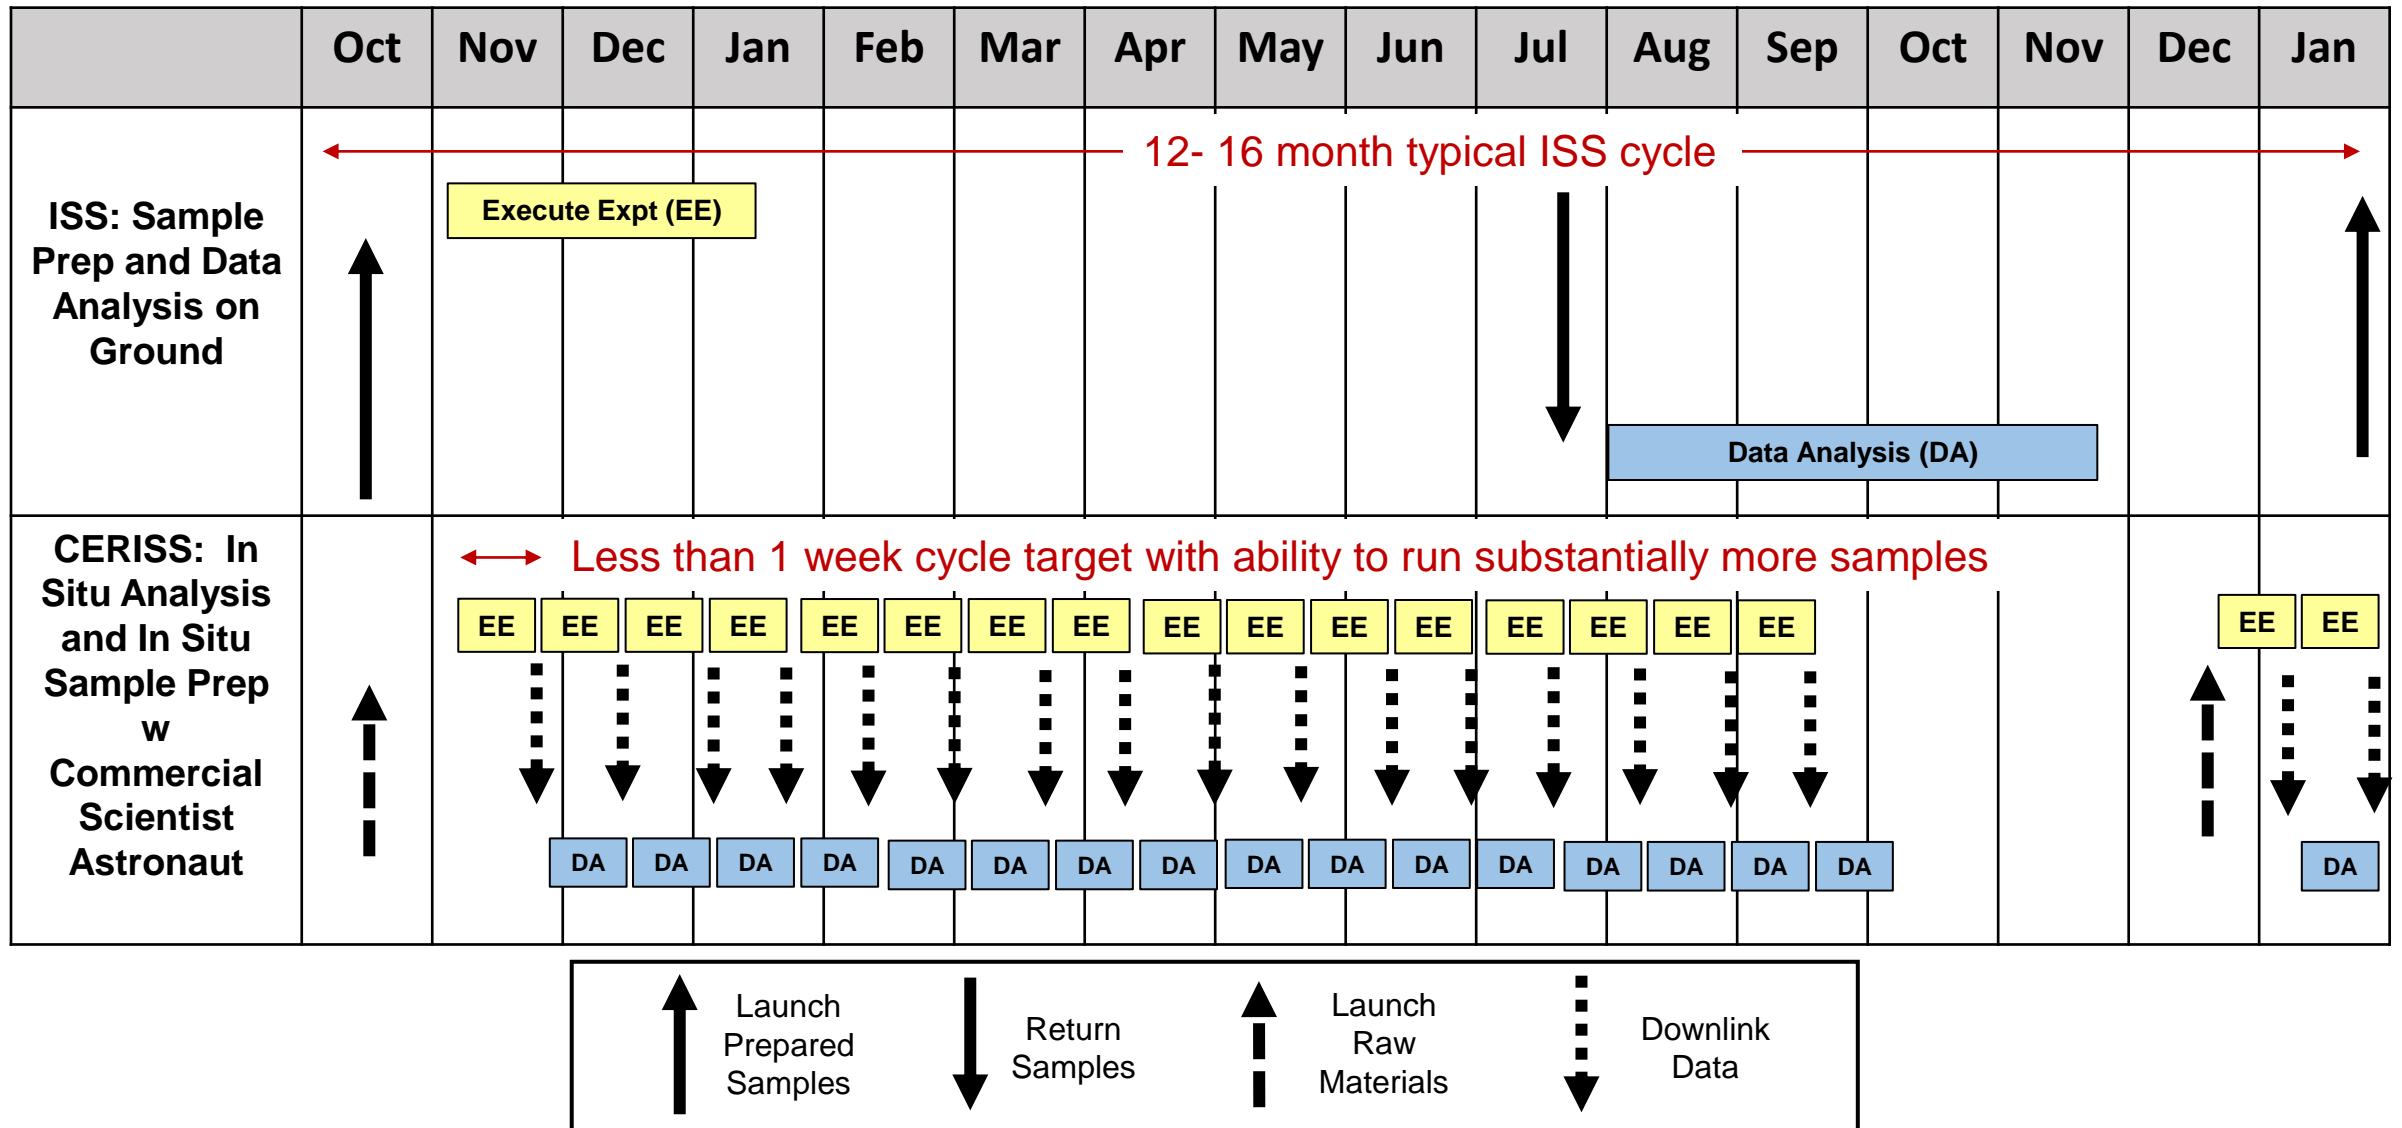 Oct Nov Dec Jan Feb Mar Apr May Jun Jul Aug Sep Oct Nov Dec Jan
ISS: Sample
Prep and Data
Analysis on
Ground
12- 16 month typical ISS cycle
Execute Expt (EE)
Data Analysis (DA)
CERISS: In
Situ Analysis
and In Situ
Sample Prep
w
Commercial
Scientist
Astronaut
Less than 1 week cycle target with ability to run substantially more samples
EE EE EE EE EE EE EE EE EE EE EE EE EE EE EE EE EE EE
DA DA DA DA DA DA DA DA DA DA DA DA DA DA DA DA DA
Launch
Prepared
Samples
Return
Samples
Launch
Raw
Materials
Downlink
Data